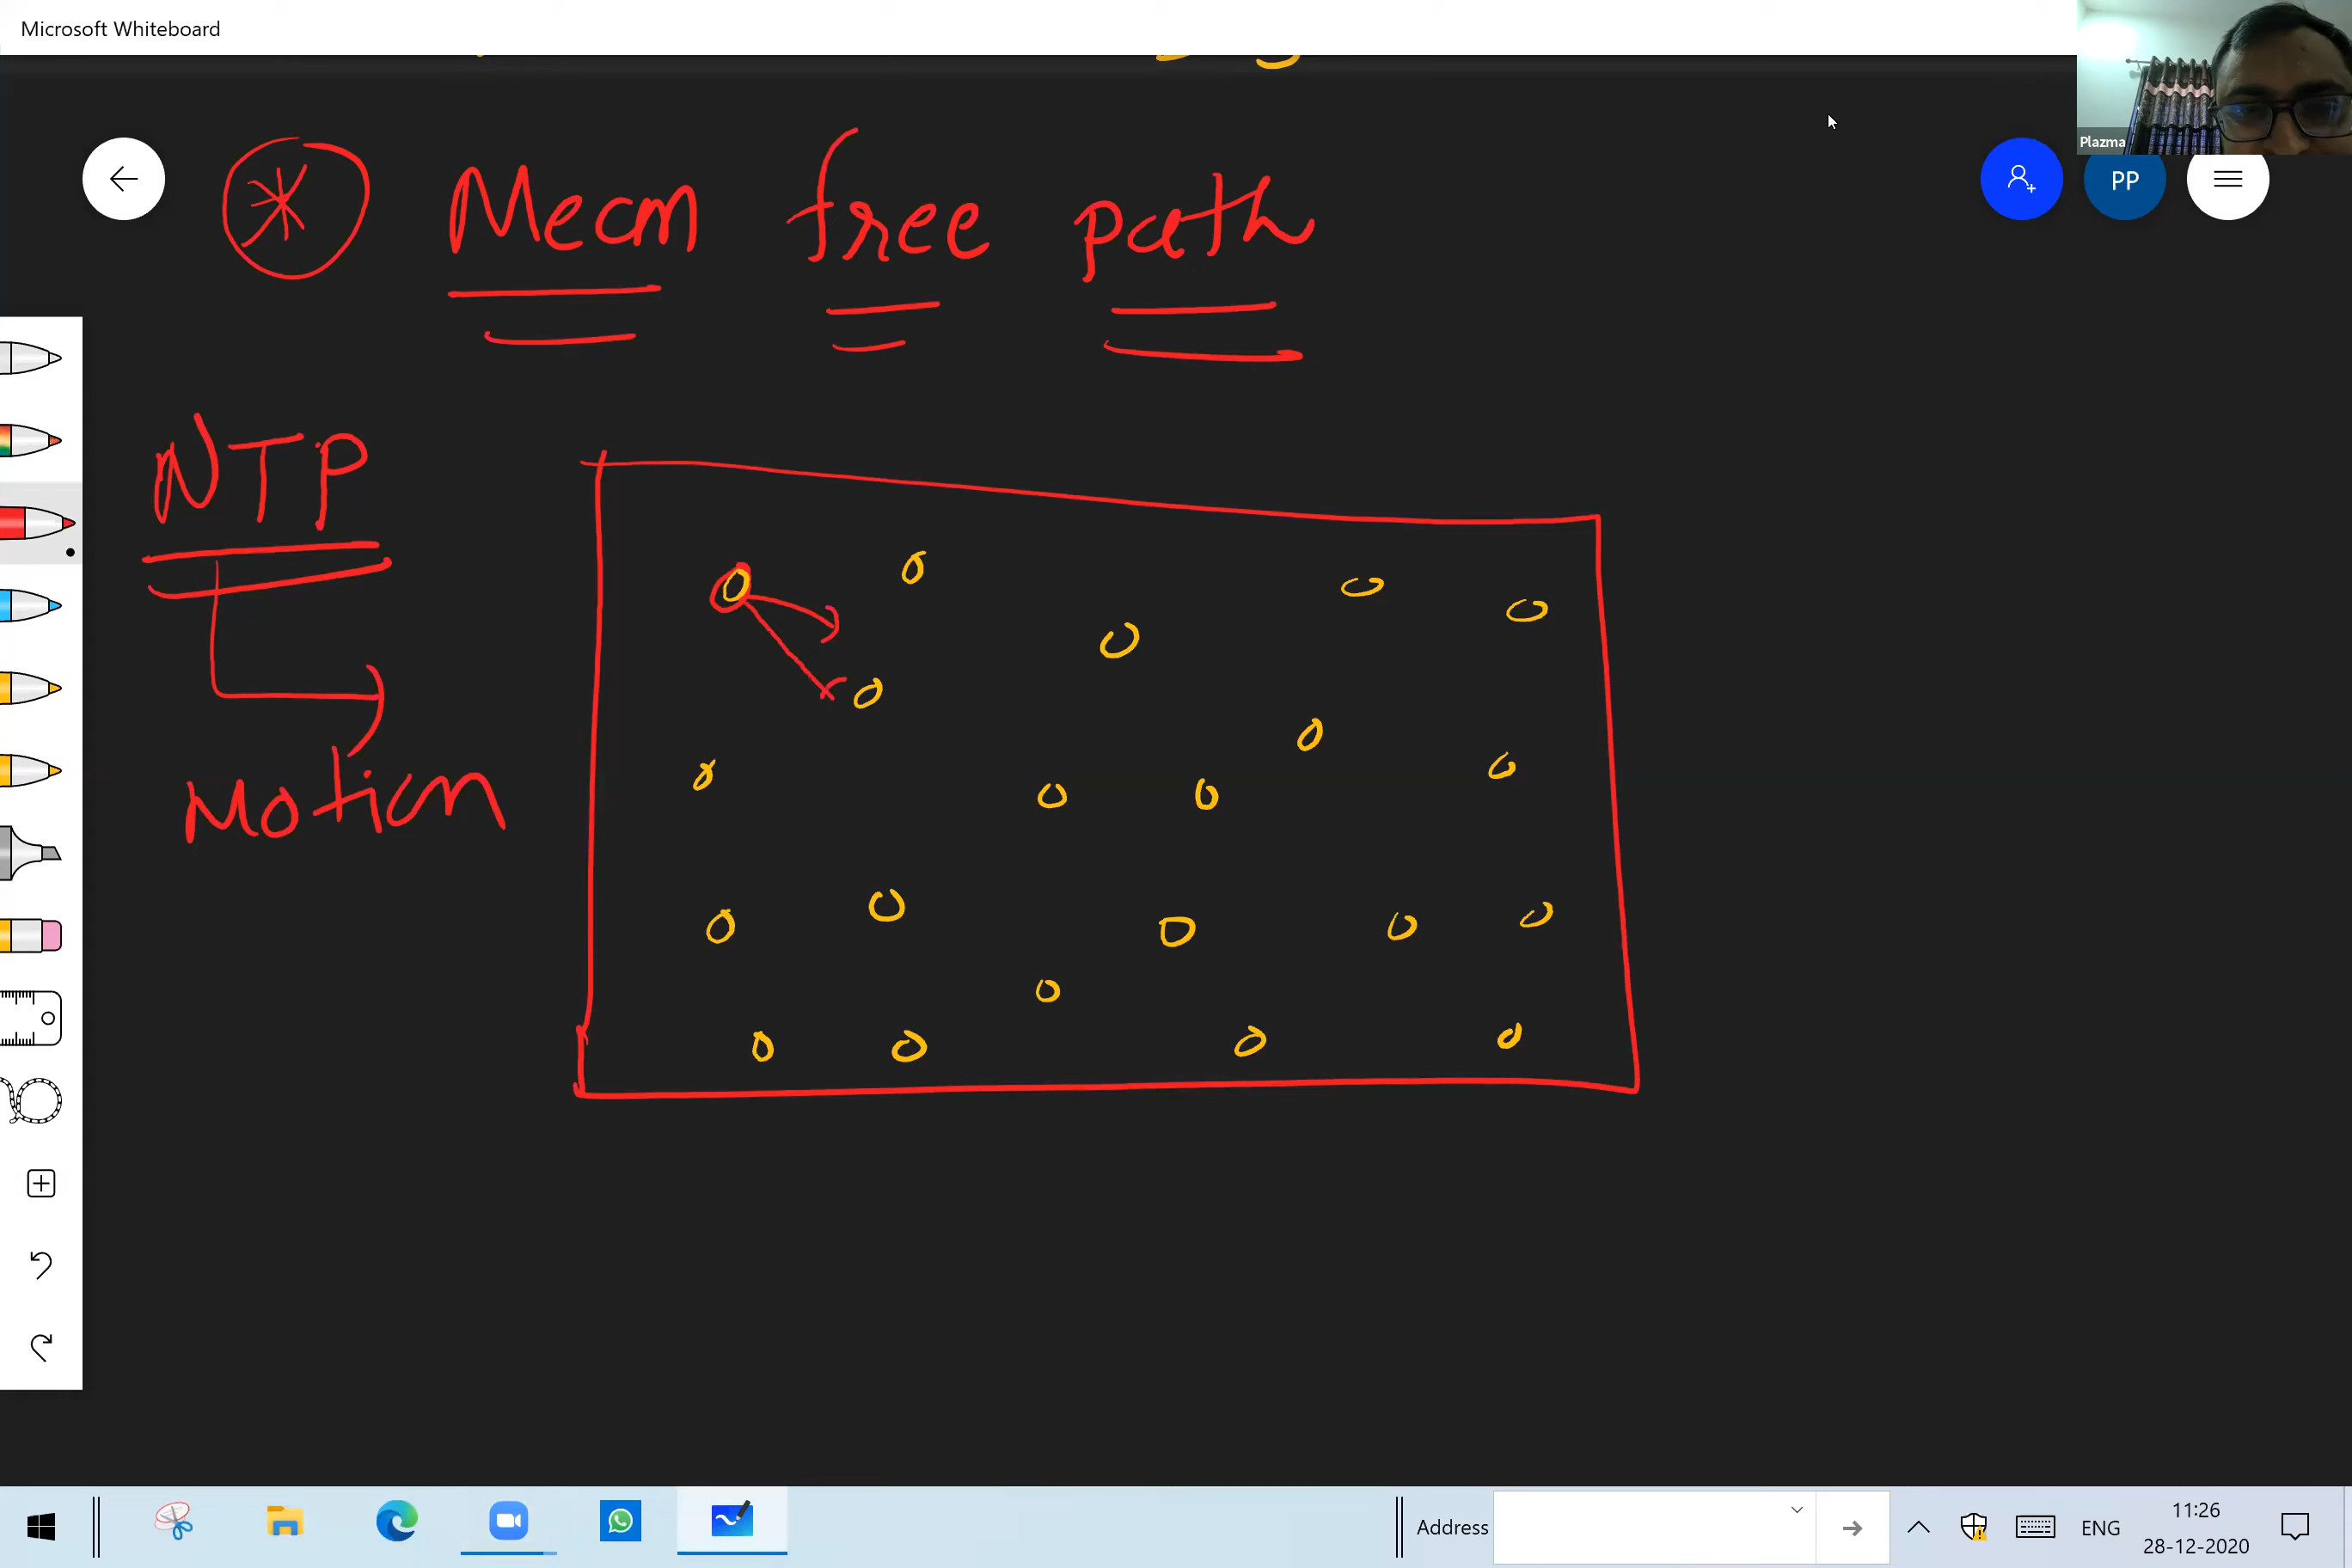 Microsoft Whiteboard
Plazma
PP
Mean free path
NTP
Motion
Address
ENG
11:26
28-12-2020